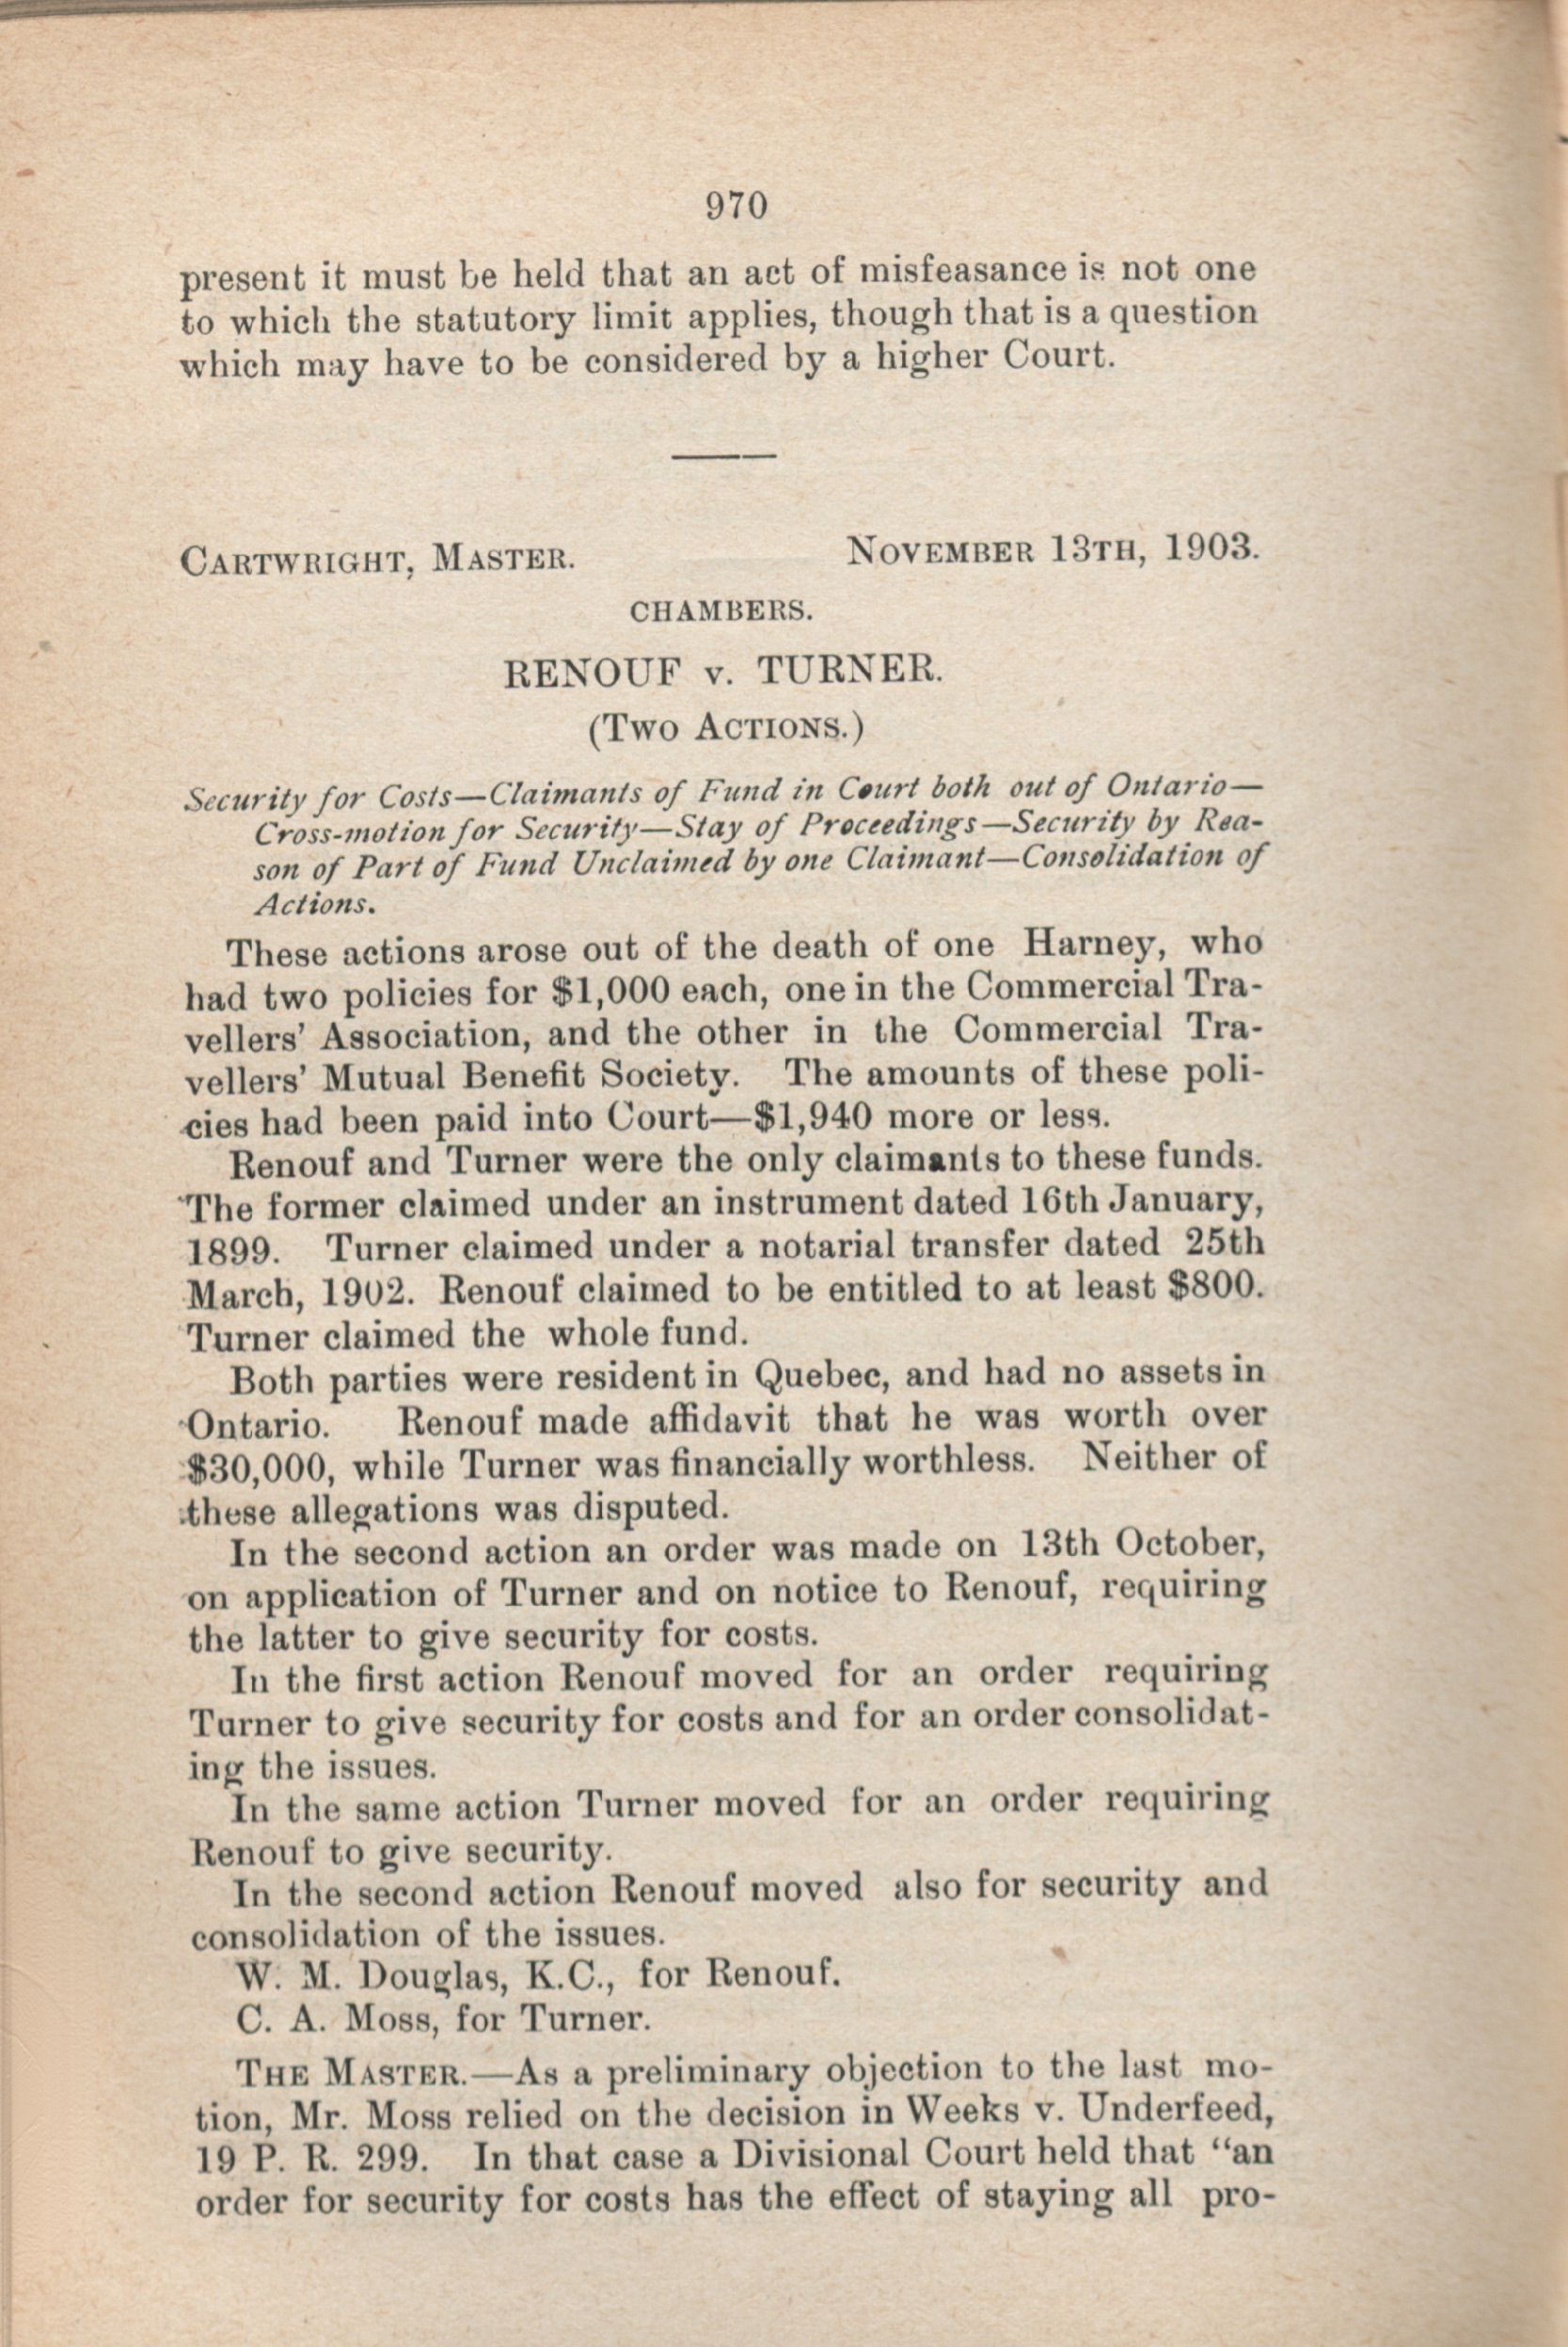 970
present it must be held that an act of misfeasance is not one
to which the statutory limit applies, though that is a question
which may have to be considered by a higher Court.
CARTWRIGHT, MASTER. NOVEMBER 13TH, 1903.
CHAMBERS.
RENOUF v. TURNER.
(TWO ACTIONS.)
Security for Costs—Claimants of Fund in Court both out of Ontario—
Cross-motion for Security—Stay of Proceedings—Security by Rea-
son of Part of Fund Unclaimed by one Claimant—Consolidation of
Actions.
These actions arose out of the death of one Harney, who
had two policies for $1,000 each, one in the Commercial Tra-
vellers' Association, and the other in the Commercial Tra-
vellers' Mutual Benefit Society. The amounts of these poli-
cies had been paid into Court—$1,940 more or less.
Renouf and Turner were the only claimants to these funds.
The former claimed under an instrument dated 16th January,
1899. Turner claimed under a notarial transfer dated 25th
March, 1902. Renouf claimed to be entitled to at least $800.
Turner claimed the whole fund.
Both parties were resident in Quebec, and had no assets in
Ontario. Renouf made affidavit that he was worth over
$30,000, while Turner was financially worthless. Neither of
these allegations was disputed.
In the second action an order was made on 13th October,
on application of Turner and on notice to Renouf, requiring
the latter to give security for costs.
In the first action Renouf moved for an order requiring
Turner to give security for costs and for an order consolidat-
ing the issues.
In the same action Turner moved for an order requiring
Renouf to give security.
In the second action Renouf moved also for security and
consolidation of the issues.
W. M. Douglas, K.C., for Renouf.
C. A. Moss, for Turner.
THE MASTER.—As a preliminary objection to the last mo-
tion, Mr. Moss relied on the decision in Weeks v. Underfeed,
19 P. R. 299. In that case a Divisional Court held that "an
order for security for costs has the effect of staying all pro-